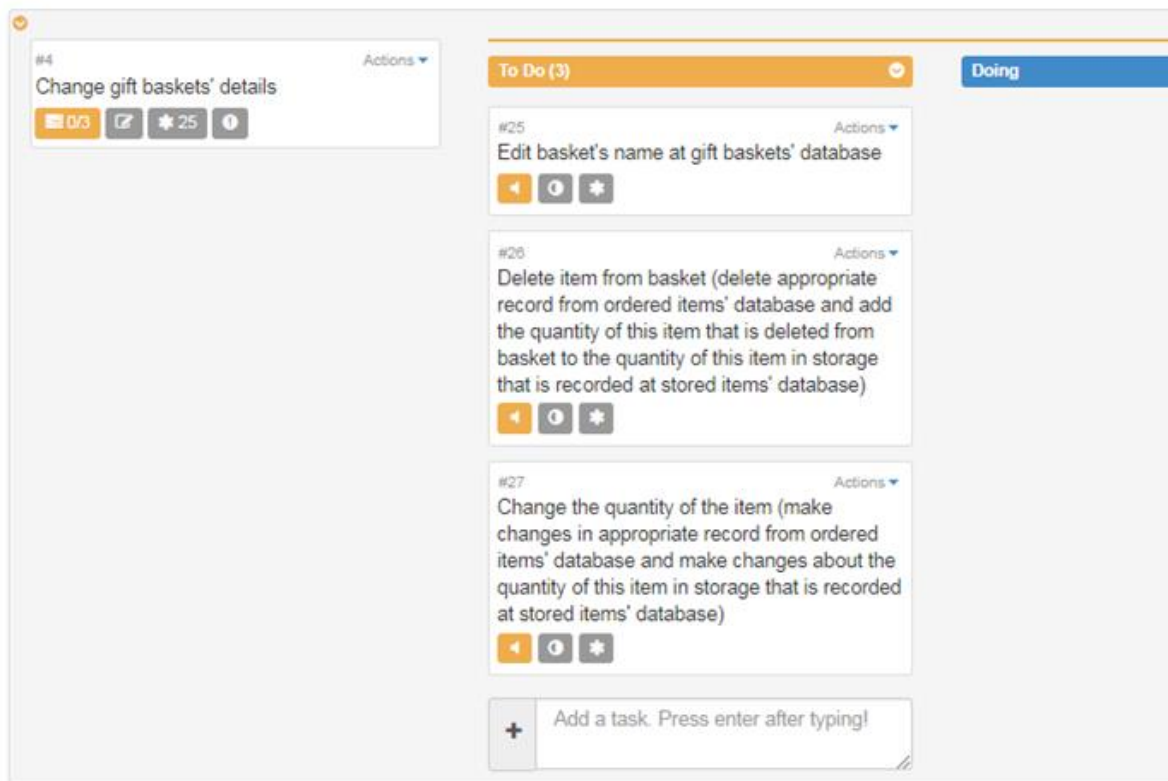 #4 Actions
Change gift baskets' details
0/3 25
To Do (3)
#25 Actions
Edit basket's name at gift baskets' database
#26 Actions
Delete item from basket (delete appropriate
record from ordered items' database and add
the quantity of this item that is deleted from
basket to the quantity of this item in storage
that is recorded at stored items' database)
#27 Actions
Change the quantity of the item (make
changes in appropriate record from ordered
items' database and make changes about the
quantity of this item in storage that is recorded
at stored items' database)
Add a task. Press enter after typing!
Doing